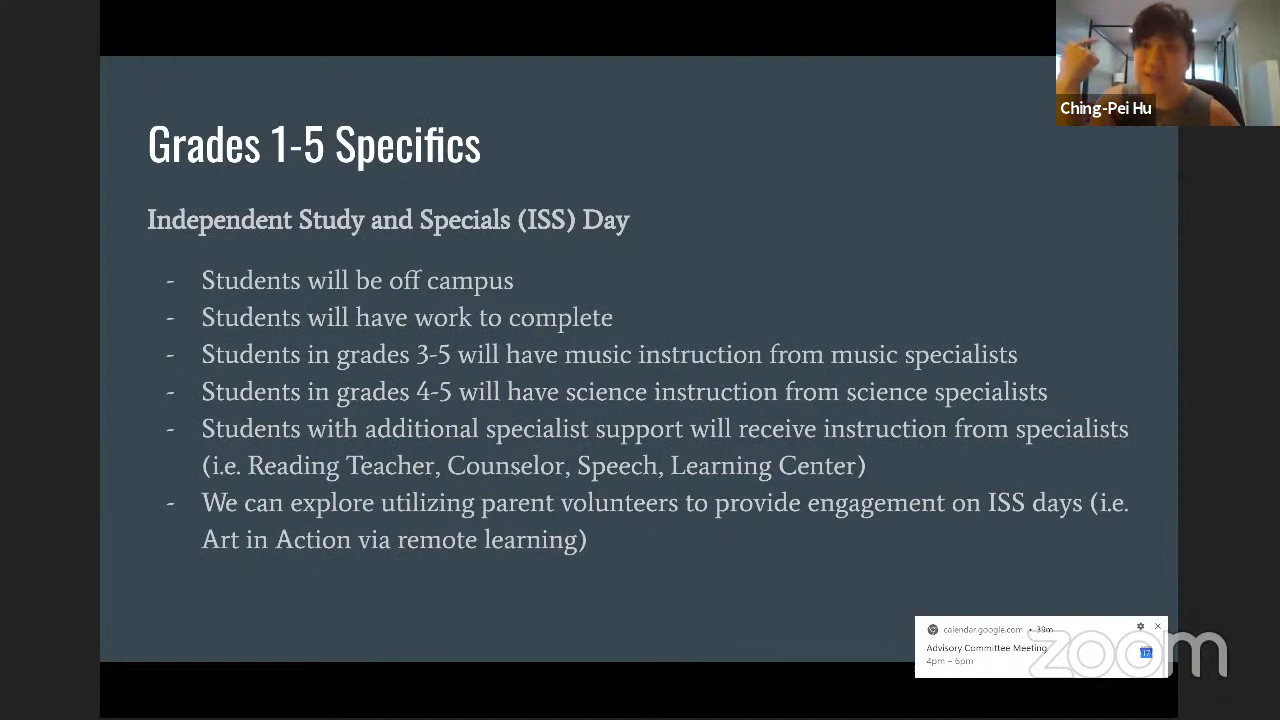 Ching-Pei Hu
Grades 1-5 Specifics
Independent Study and Specials (ISS) Day
- Students will be off campus
- Students will have work to complete
- Students in grades 3-5 will have music instruction from music specialists
- Students in grades 4-5 will have science instruction from science specialists
- Students with additional specialist support will receive instruction from specialists
(i.e. Reading Teacher, Counselor, Speech, Learning Center)
- We can explore utilizing parent volunteers to provide engagement on ISS days (i.e.
Art in Action via remote learning)
calendar.google.com • 39m
Advisory Committee Meeting
4pm – 6pm
17
zoom